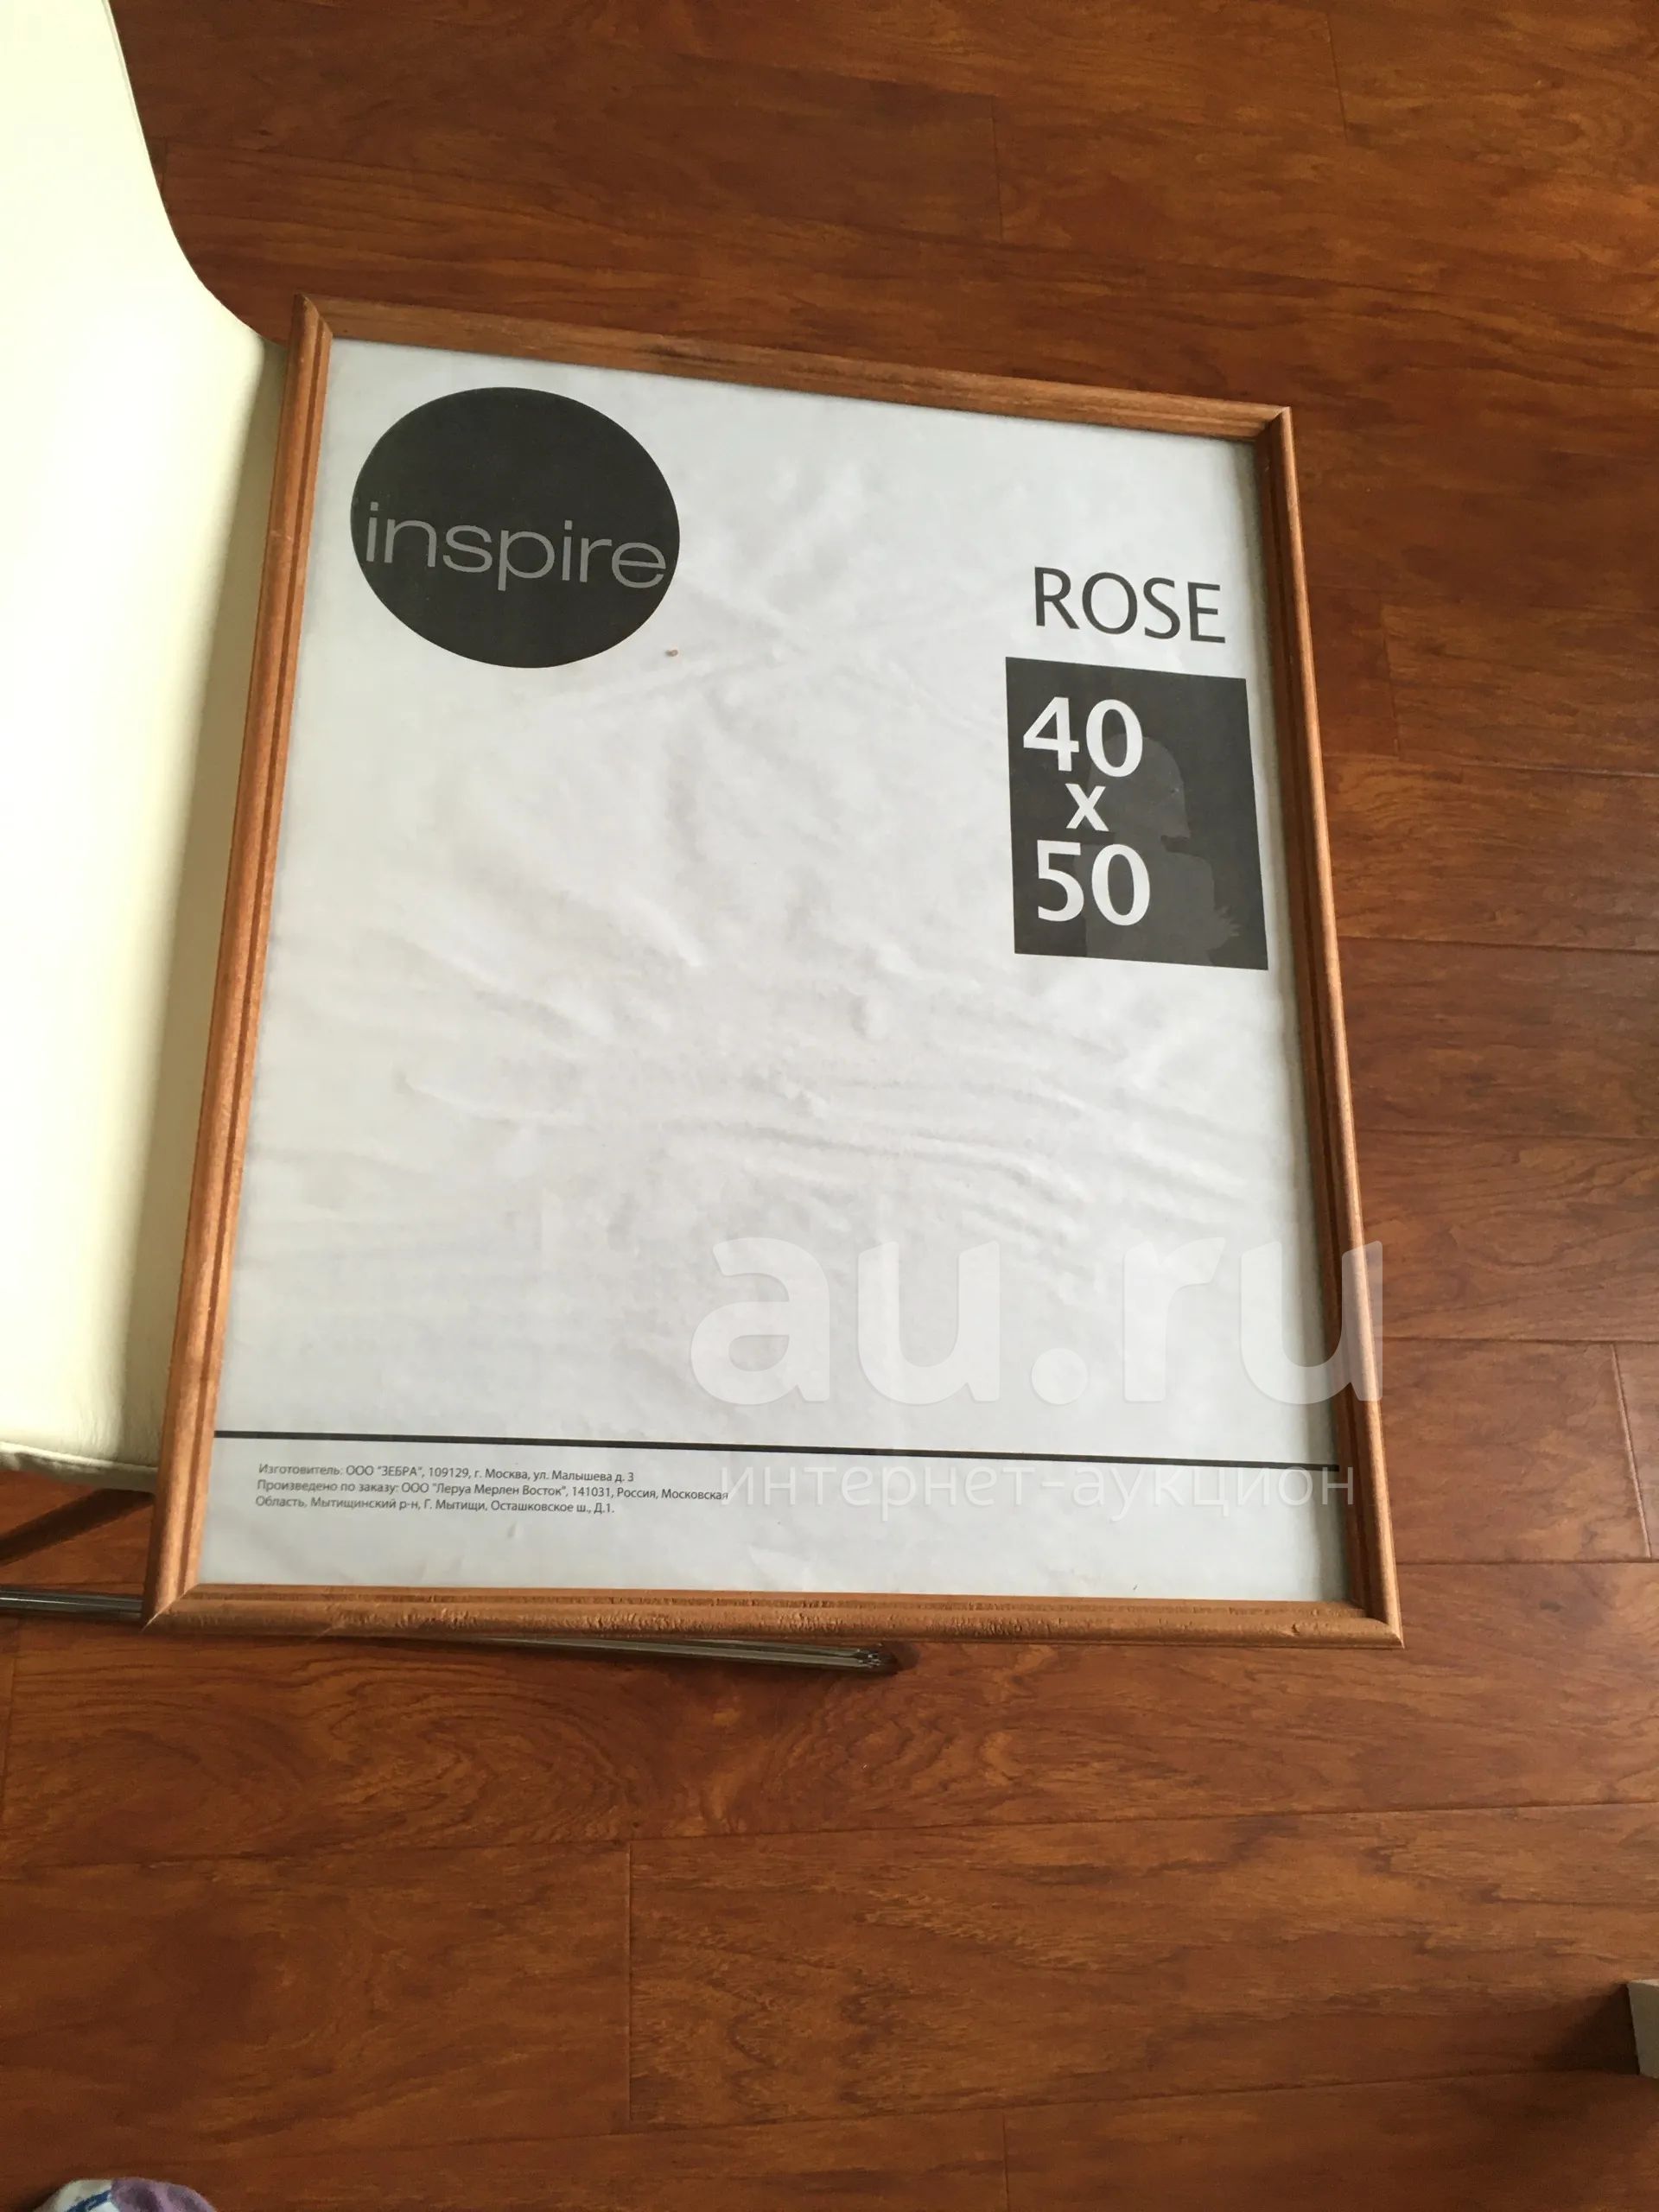 inspire
ROSE
40
x
50
au.ru
интернет-аукцион
Изготовитель: ООО "ЗЕБРА", 109129, г. Москва, ул. Малышева д. 3
Произведено по заказу: ООО "Леруа Мерлен Восток", 141031, Россия, Московская
Область, Мытищинский р-н, Г. Мытищи, Осташковское ш., Д.1.